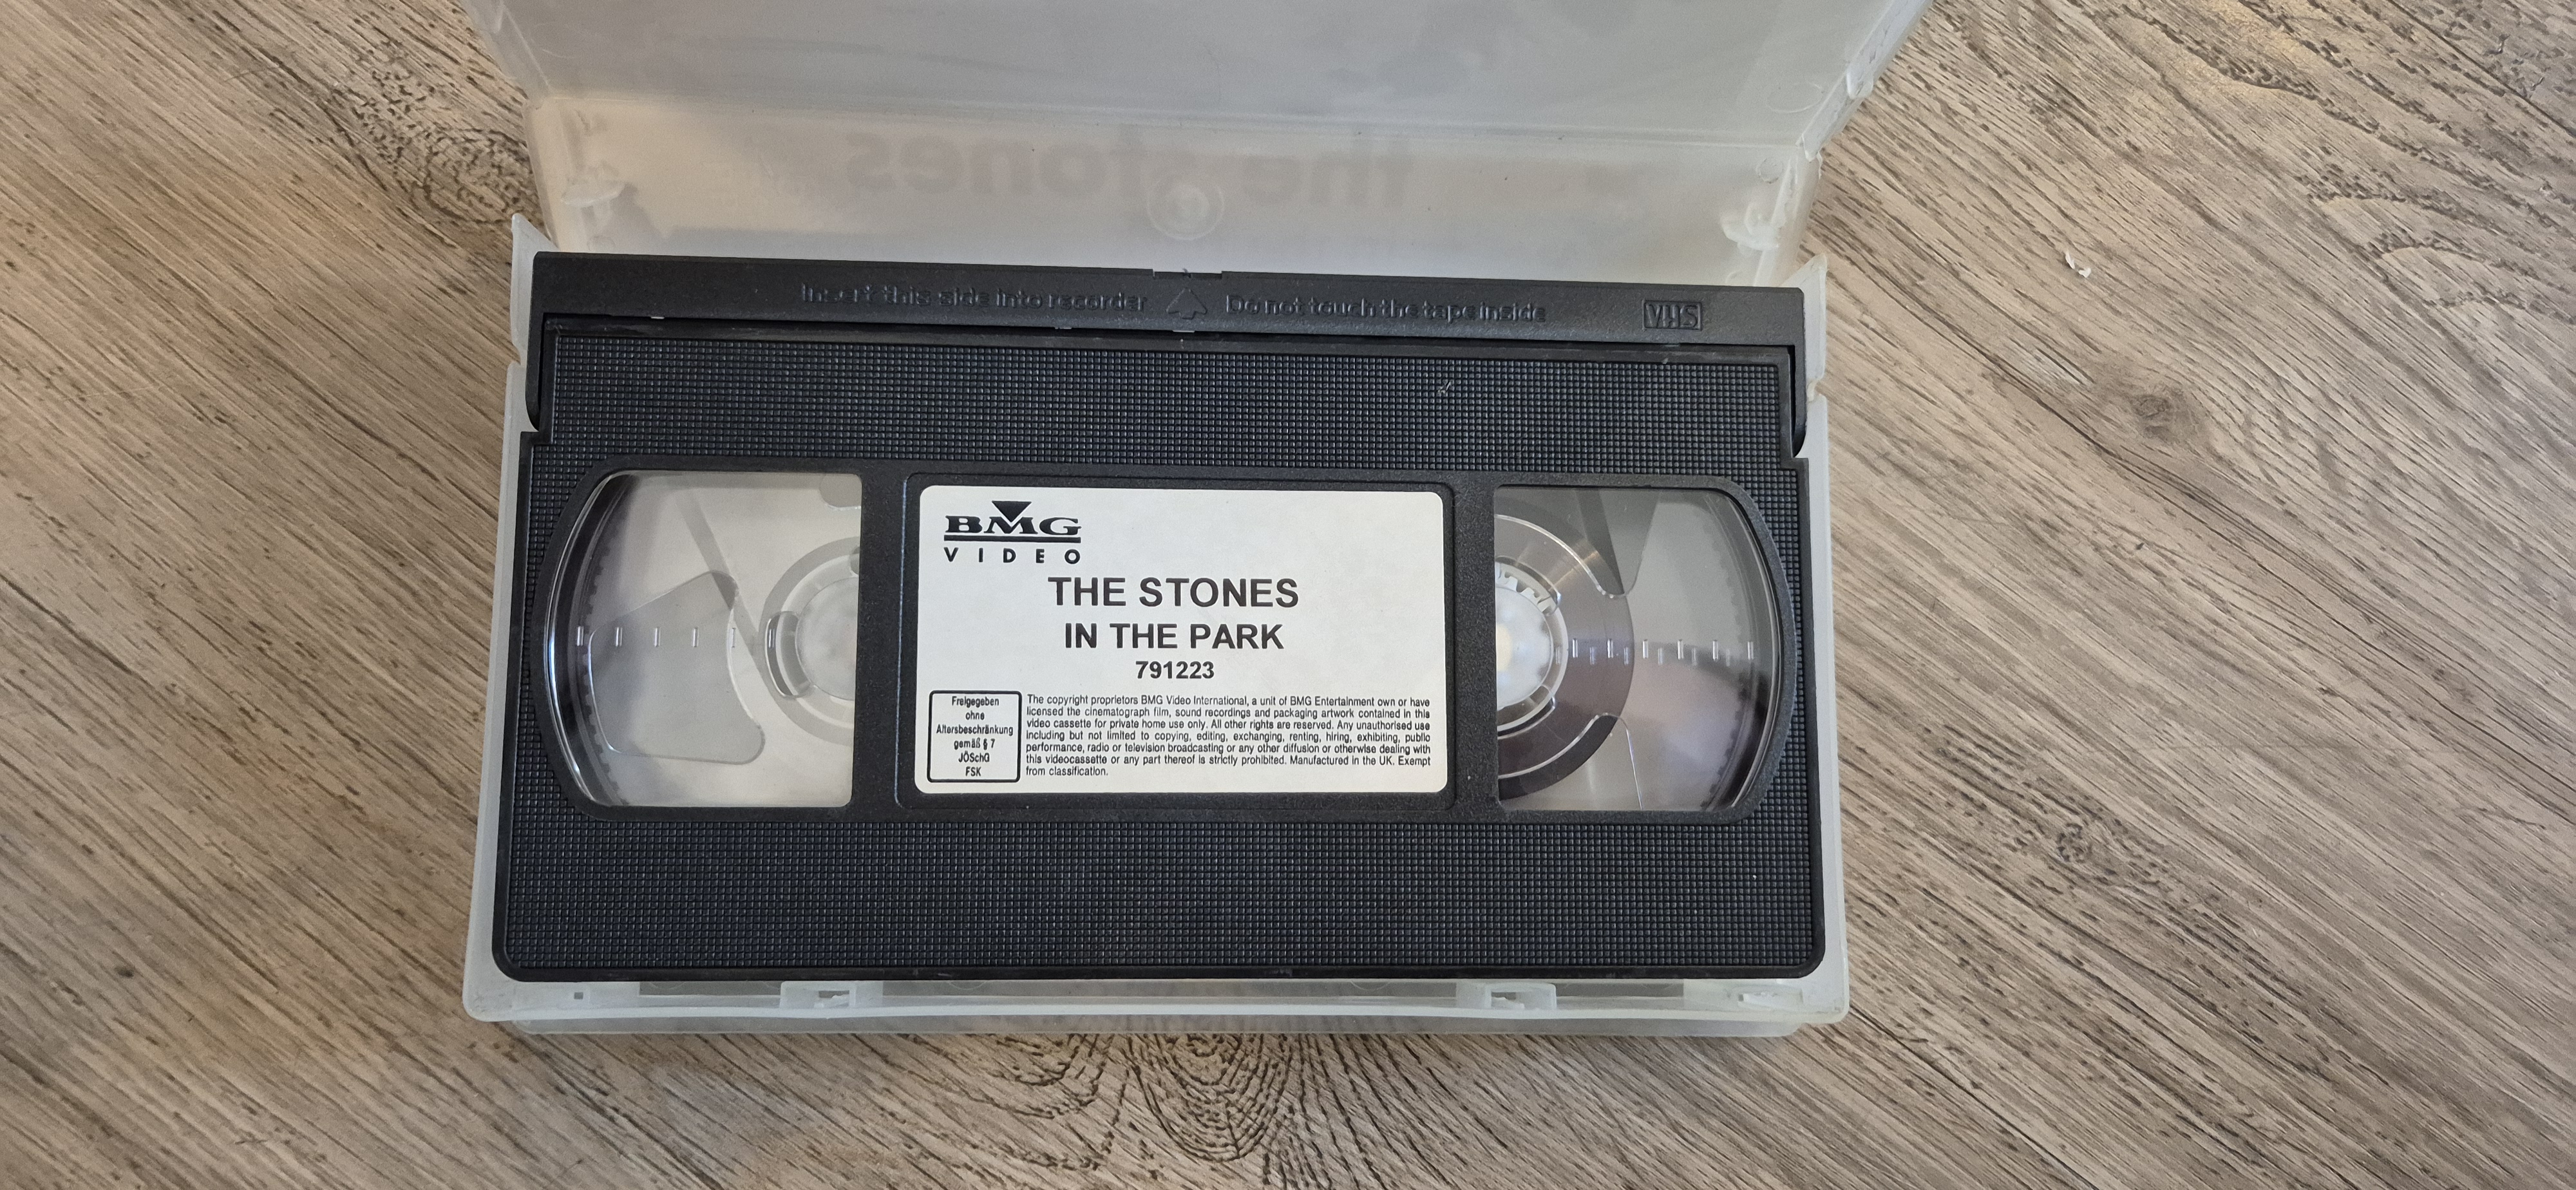 the stones
Insert this side into recorder Do not touch the tape inside VHS
BMG
VIDEO
THE STONES
IN THE PARK
791223
Freigegeben
ohne
Altersbeschränkung
gemäß § 7
JÖSchG
FSK
The copyright proprietors BMG Video International, a unit of BMG Entertainment own or have
licensed the cinematograph film, sound recordings and packaging artwork contained in this
video cassette for private home use only. All other rights are reserved. Any unauthorised use
including but not limited to copying, editing, exchanging, renting, hiring, exhibiting, public
performance, radio or television broadcasting or any other diffusion or otherwise dealing with
this videocassette or any part thereof is strictly prohibited. Manufactured in the UK. Exempt
from classification.